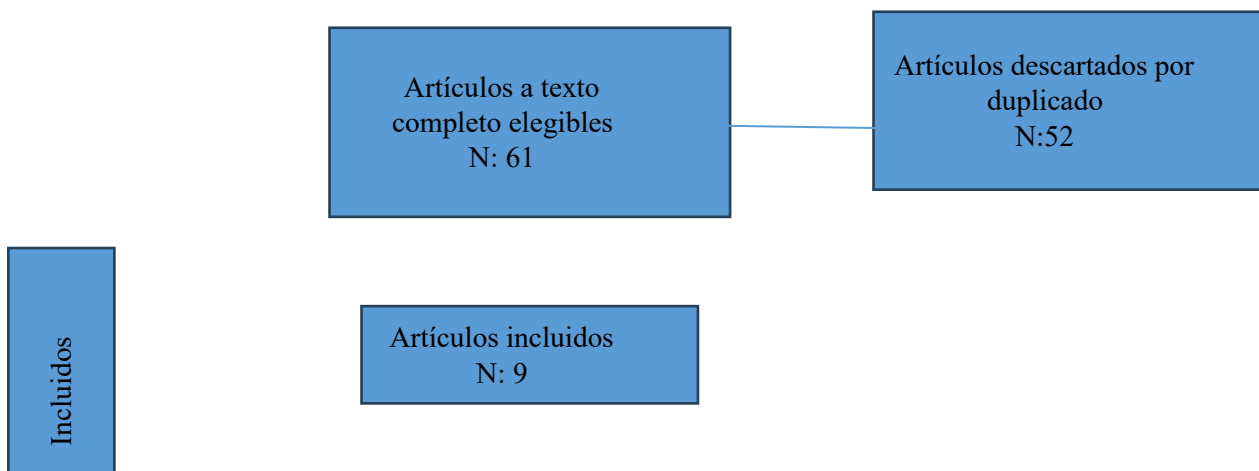 Artículos a texto
completo elegibles
N: 61
Artículos descartados por
duplicado
N:52
Artículos incluidos
N: 9
Incluidos